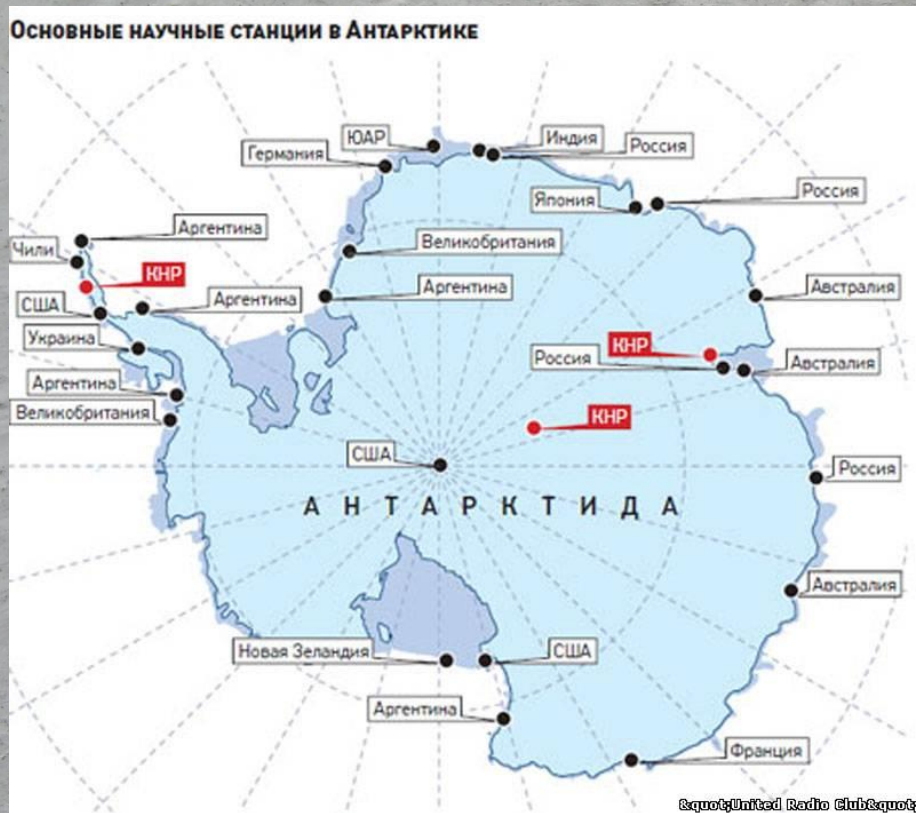 Основные научные станции в Антарктике
ЮАР
Индия
Германия
Россия
Япония
Россия
Аргентина
Чили
Великобритания
КНР
Аргентина
Австралия
США
Аргентина
Украина
КНР
Россия
Австралия
Аргентина
Великобритания
КНР
США
Россия
АНТАРКТИДА
Австралия
Новая Зеландия
США
Аргентина
Франция
&quot;United Radio Club&quot;